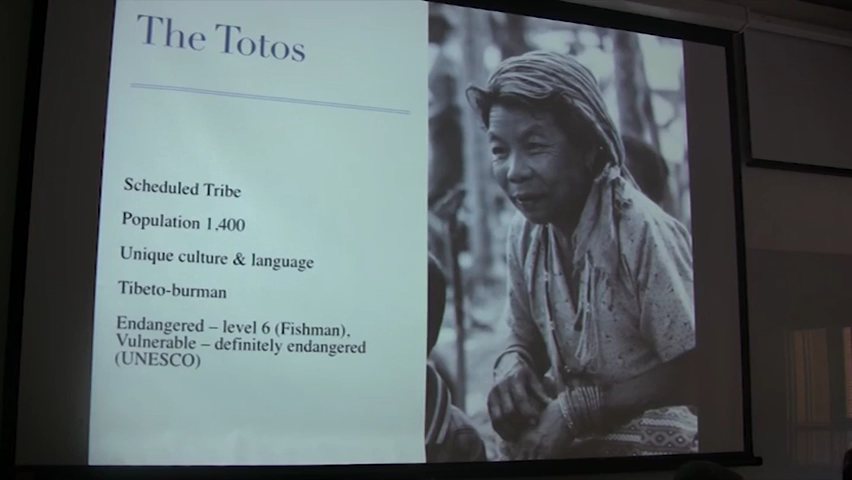 The Totos
Scheduled Tribe
Population 1,400
Unique culture & language
Tibeto-burman
Endangered – level 6 (Fishman).
Vulnerable – definitely endangered
(UNESCO)